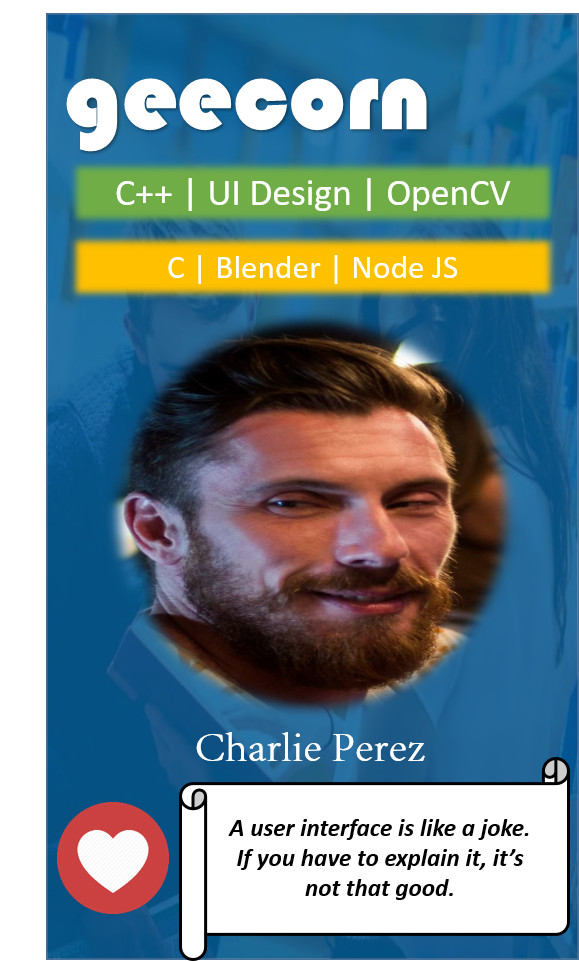 geecorn
C++ | UI Design | OpenCV
C | Blender | Node JS
Charlie Perez
A user interface is like a joke.
If you have to explain it, it’s
not that good.